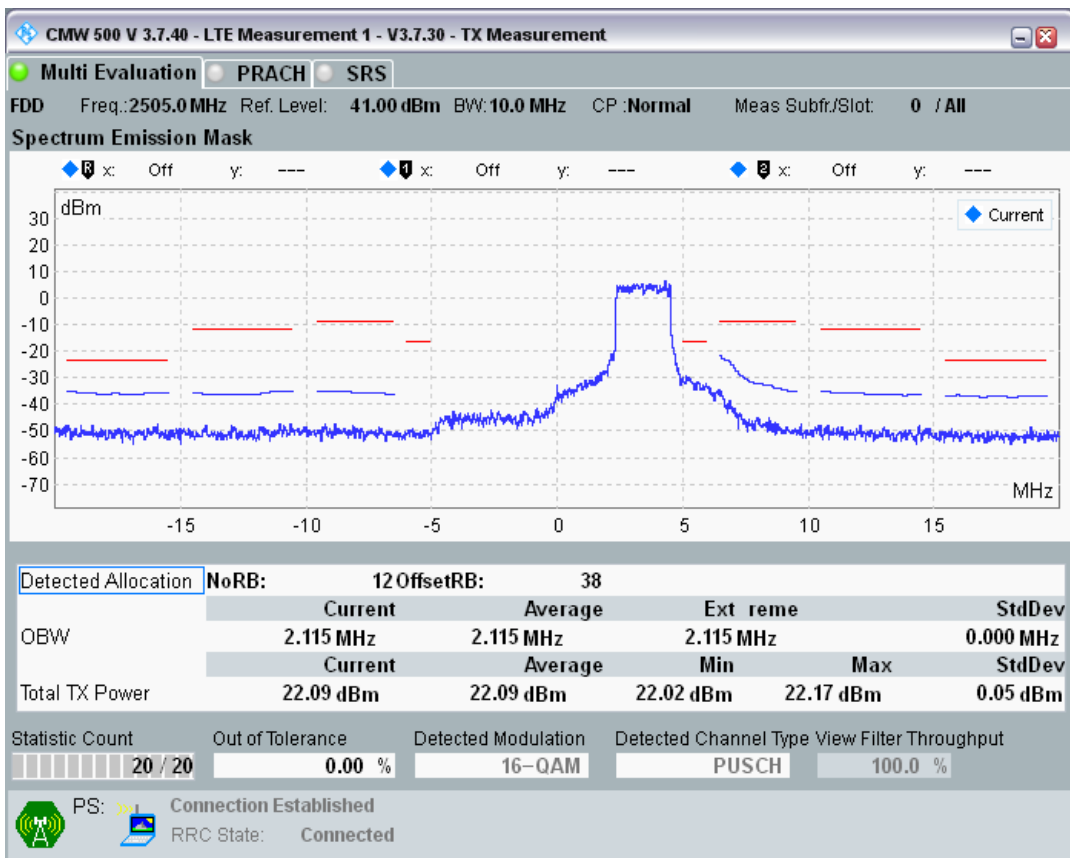 CMW 500 V 3.7.40 - LTE Measurement 1 - V3.7.30 - TX Measurement
Multi Evaluation PRACH SRS
FDD Freq.:2505.0 MHz Ref. Level: 41.00 dBm BW:10.0 MHz CP :Normal Meas Subfr./Slot: 0 / All
Spectrum Emission Mask
R x: Off y: --- 1 x: Off y: --- 2 x: Off y: ---
dBm
Current
30
20
10
0
-10
-20
-30
-40
-50
-60
-70
MHz
-15 -10 -5 0 5 10 15
Detected Allocation NoRB: 12 OffsetRB: 38
Current Average Ext reme StdDev
OBW 2.115 MHz 2.115 MHz 2.115 MHz 0.000 MHz
Current Average Min Max StdDev
Total TX Power 22.09 dBm 22.09 dBm 22.02 dBm 22.17 dBm 0.05 dBm
Statistic Count Out of Tolerance Detected Modulation Detected Channel Type View Filter Throughput
20 / 20 0.00 % 16-QAM PUSCH 100.0 %
PS: Connection Established
RRC State: Connected